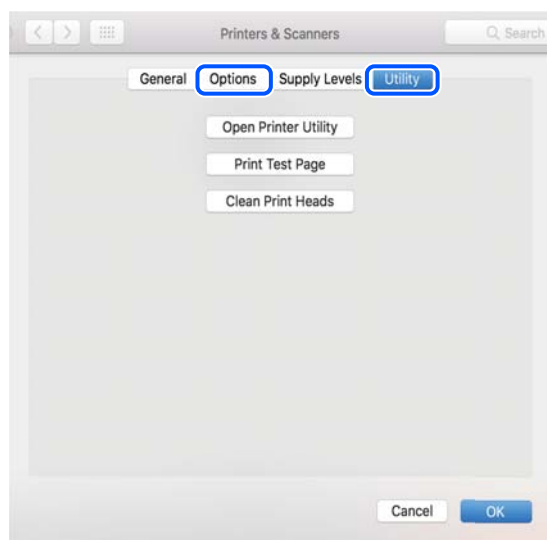 Printers & Scanners Search
General Options Supply Levels Utility
Open Printer Utility
Print Test Page
Clean Print Heads
Cancel OK